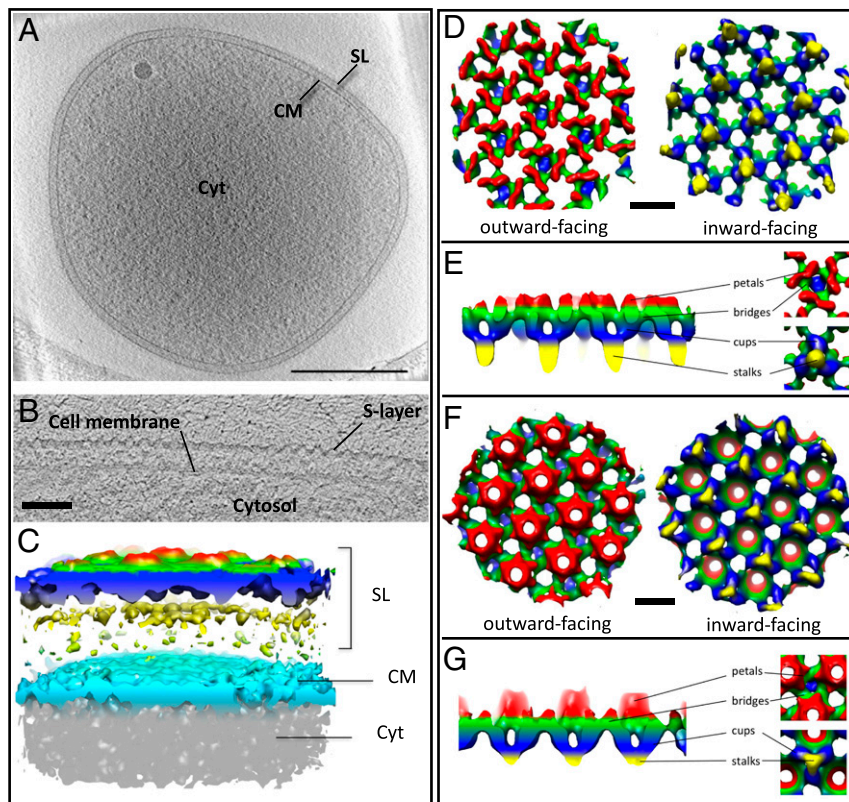 A
SL
CM
Cyt
B
Cell membrane
S-layer
Cytosol
C
SL
CM
Cyt
D
outward-facing
inward-facing
E
petals
bridges
cups
stalks
F
outward-facing
inward-facing
G
petals
bridges
cups
stalks